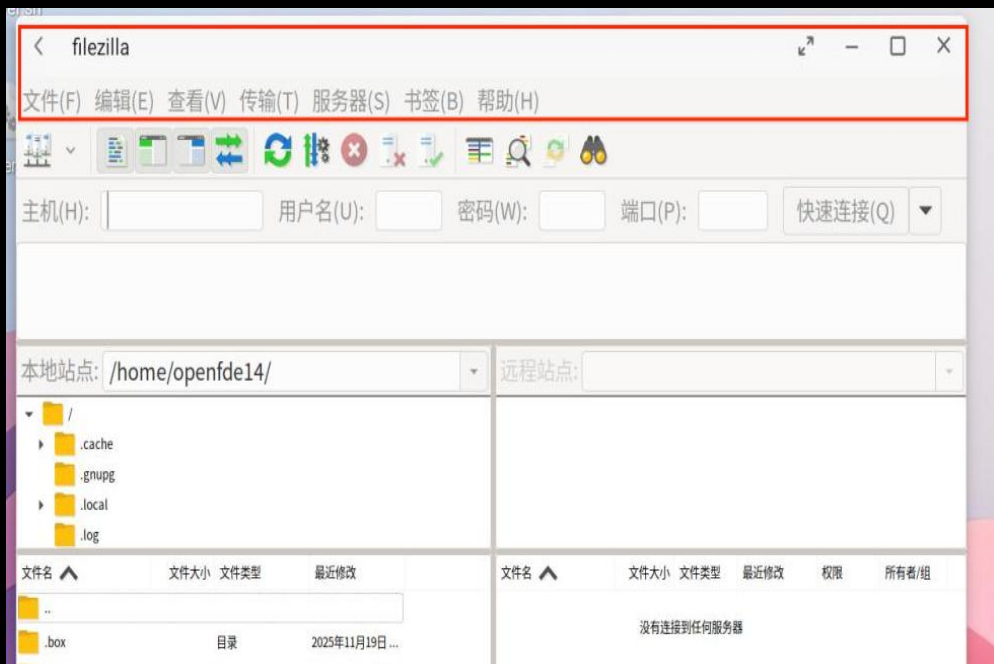 er.sh
filezilla
文件(F) 编辑(E) 查看(V) 传输(T) 服务器(S) 书签(B) 帮助(H)
主机(H): 用户名(U): 密码(W): 端口(P): 快速连接(Q)
本地站点: /home/openfde14/ 远程站点:
/
.cache
.gnupg
.local
.log
文件名 文件大小 文件类型 最近修改 文件名 文件大小 文件类型 最近修改 权限 所有者/组
..
没有连接到任何服务器
.box 目录 2025年11月19日 ...